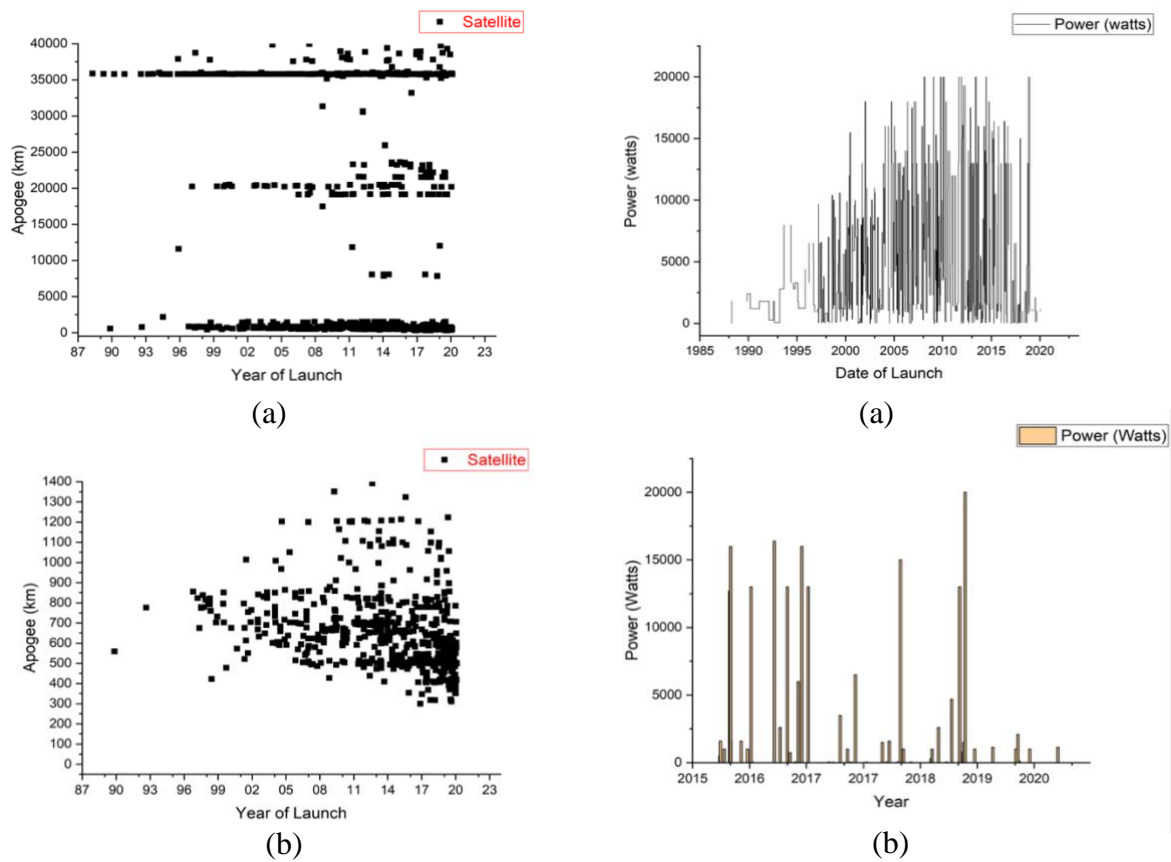 Satellite
40000
35000
30000
25000
20000
15000
10000
5000
0
Apogee (km)
87 90 93 96 99 02 05 08 11 14 17 20 23
Year of Launch
(a)
Power (watts)
20000
15000
10000
5000
0
Power (watts)
1985 1990 1995 2000 2005 2010 2015 2020
Date of Launch
(a)
Satellite
1400
1300
1200
1100
1000
900
800
700
600
500
400
300
200
100
0
Apogee (km)
87 90 93 96 99 02 05 08 11 14 17 20 23
Year of Launch
(b)
Power (Watts)
20000
15000
10000
5000
0
Power (Watts)
2015 2016 2017 2017 2018 2019 2020
Year
(b)